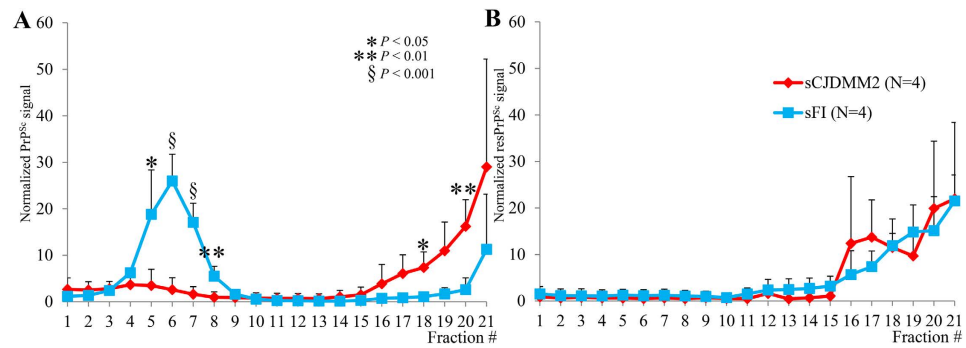 A
Normalized PrPSc signal
60
50
40
30
20
10
0
* P < 0.05
** P < 0.01
§ P < 0.001
* § § ** * **
1 2 3 4 5 6 7 8 9 10 11 12 13 14 15 16 17 18 19 20 21
Fraction #
B
Normalized resPrPSc signal
60
50
40
30
20
10
0
sCJDMM2 (N=4)
sFI (N=4)
1 2 3 4 5 6 7 8 9 10 11 12 13 14 15 16 17 18 19 20 21
Fraction #